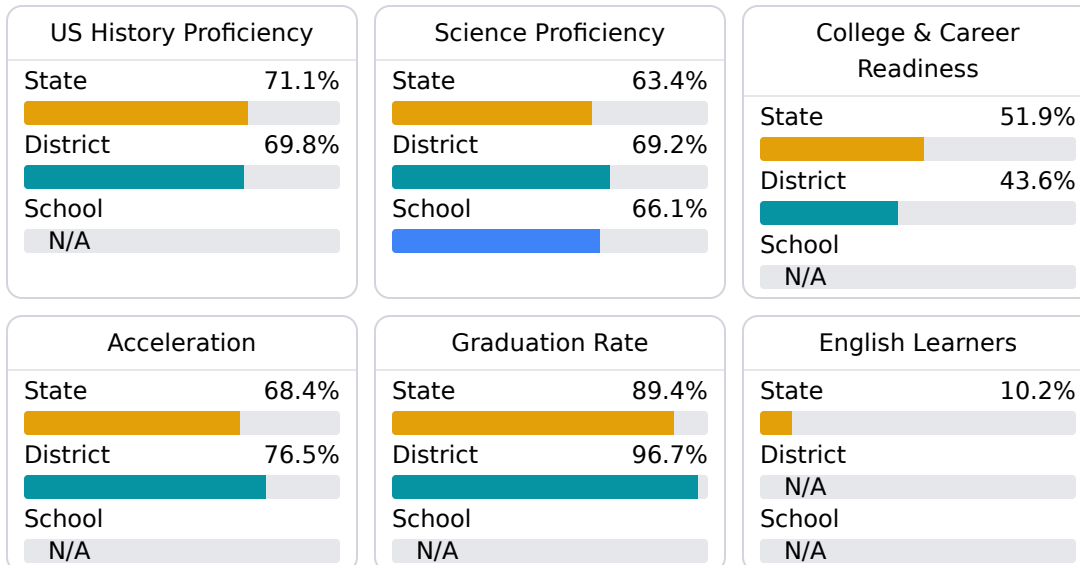 US History Proficiency
State 71.1%
District 69.8%
School
N/A
Science Proficiency
State 63.4%
District 69.2%
School 66.1%
College & Career
Readiness
State 51.9%
District 43.6%
School
N/A
Acceleration
State 68.4%
District 76.5%
School
N/A
Graduation Rate
State 89.4%
District 96.7%
School
N/A
English Learners
State 10.2%
District
N/A
School
N/A